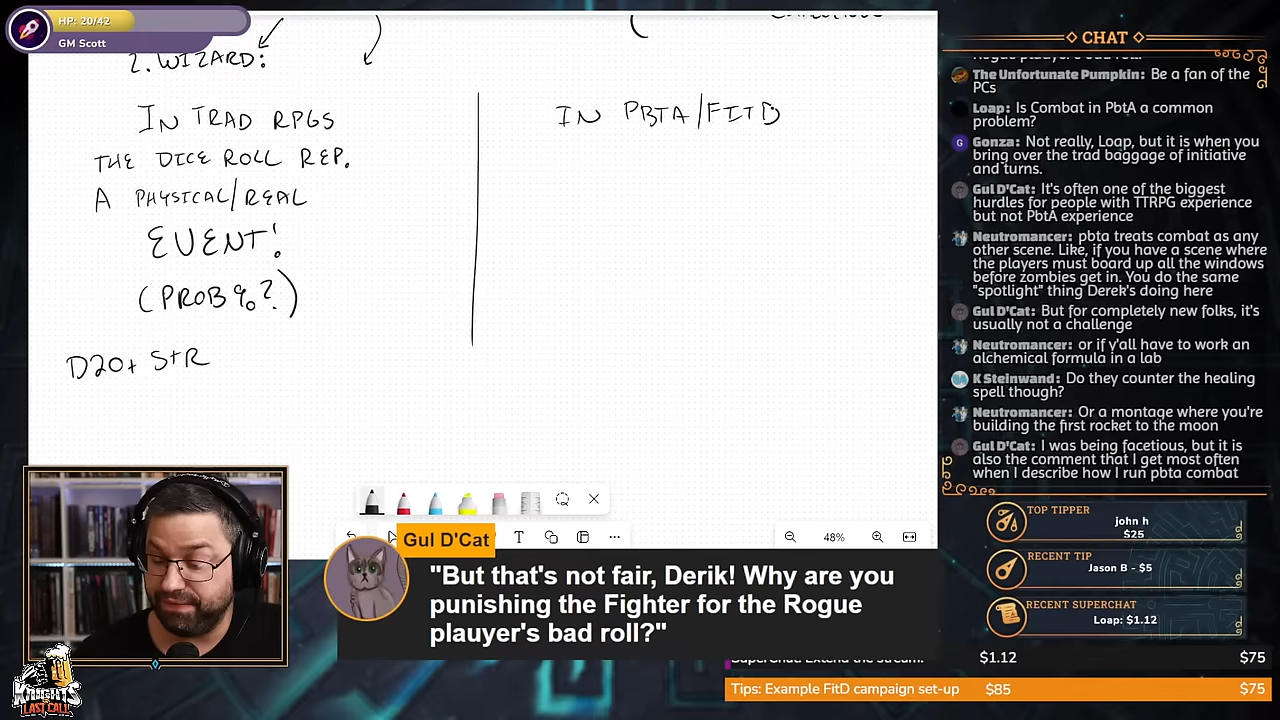 HP: 20/42
GM Scott
2. WIZARD:
IN TRAD RPGS
THE DICE ROLL REP.
A PHYSICAL/REAL
EVENT!
(PROB %?)
D20+ STR
IN PBTA/FITD
48%
Gul D'Cat
"But that's not fair, Derik! Why are you
punishing the Fighter for the Rogue
plauyer's bad roll?"
KNIGHTS
LAST CALL
CHAT
The Unfortunate Pumpkin: Be a fan of the
PCs
Loap: Is Combat in PbtA a common
problem?
Gonza: Not really, Loap, but it is when you
bring over the trad baggage of initiative
and turns.
Gul D'Cat: It's often one of the biggest
hurdles for people with TTRPG experience
but not PbtA experience
Neutromancer: pbta treats combat as any
other scene. Like, if you have a scene where
the players must board up all the windows
before zombies get in. You do the same
"spotlight" thing Derek's doing here
Gul D'Cat: But for completely new folks, it's
usually not a challenge
Neutromancer: or if y'all have to work an
alchemical formula in a lab
K Steinwand: Do they counter the healing
spell though?
Neutromancer: Or a montage where you're
building the first rocket to the moon
Gul D'Cat: I was being facetious, but it is
also the comment that I get most often
when I describe how I run pbta combat
TOP TIPPER
john h
$25
RECENT TIP
Jason B - $5
RECENT SUPERCHAT
Loap: $1.12
SuperChat: Extend the stream! $1.12 $75
Tips: Example FitD campaign set-up $85 $75